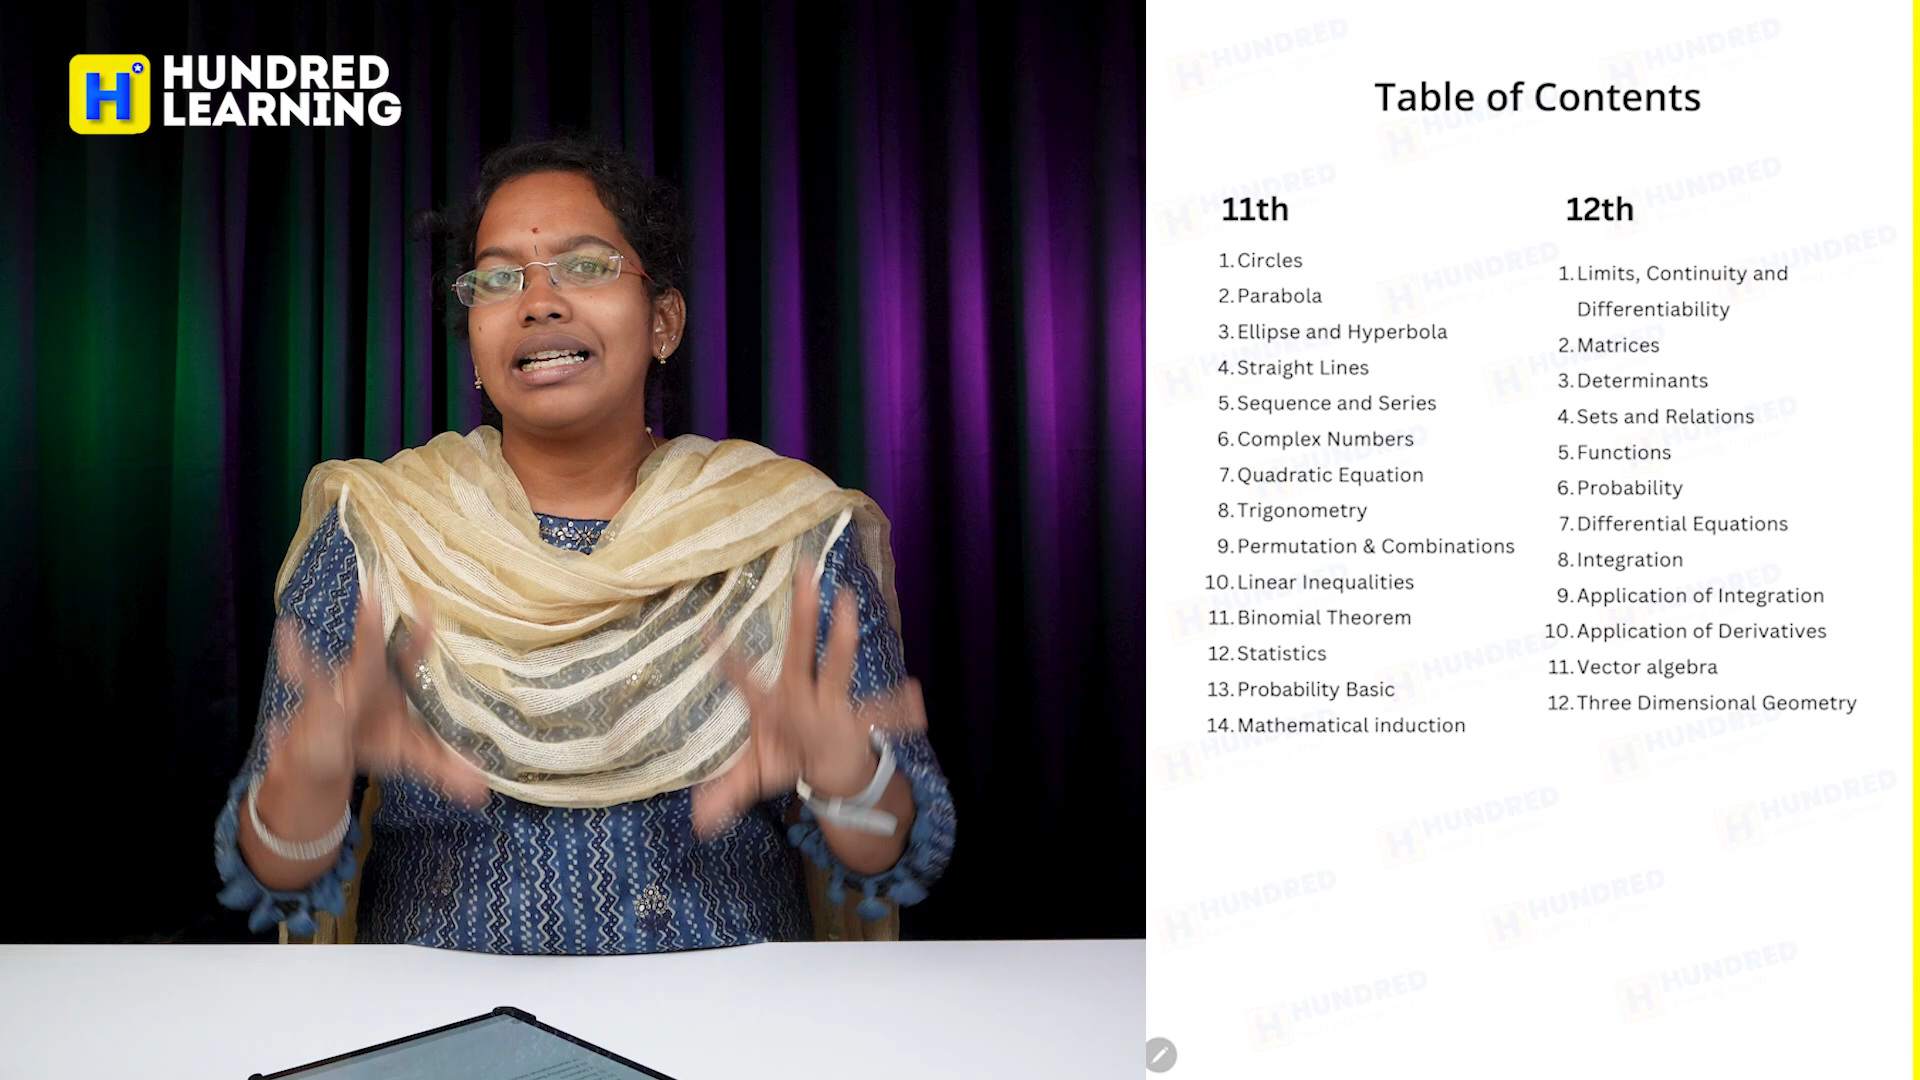 HUNDRED
LEARNING
Table of Contents
11th
1. Circles
2. Parabola
3. Ellipse and Hyperbola
4. Straight Lines
5. Sequence and Series
6. Complex Numbers
7. Quadratic Equation
8. Trigonometry
9. Permutation & Combinations
10. Linear Inequalities
11. Binomial Theorem
12. Statistics
13. Probability Basic
14. Mathematical induction
12th
1. Limits, Continuity and
Differentiability
2. Matrices
3. Determinants
4. Sets and Relations
5. Functions
6. Probability
7. Differential Equations
8. Integration
9. Application of Integration
10. Application of Derivatives
11. Vector algebra
12. Three Dimensional Geometry